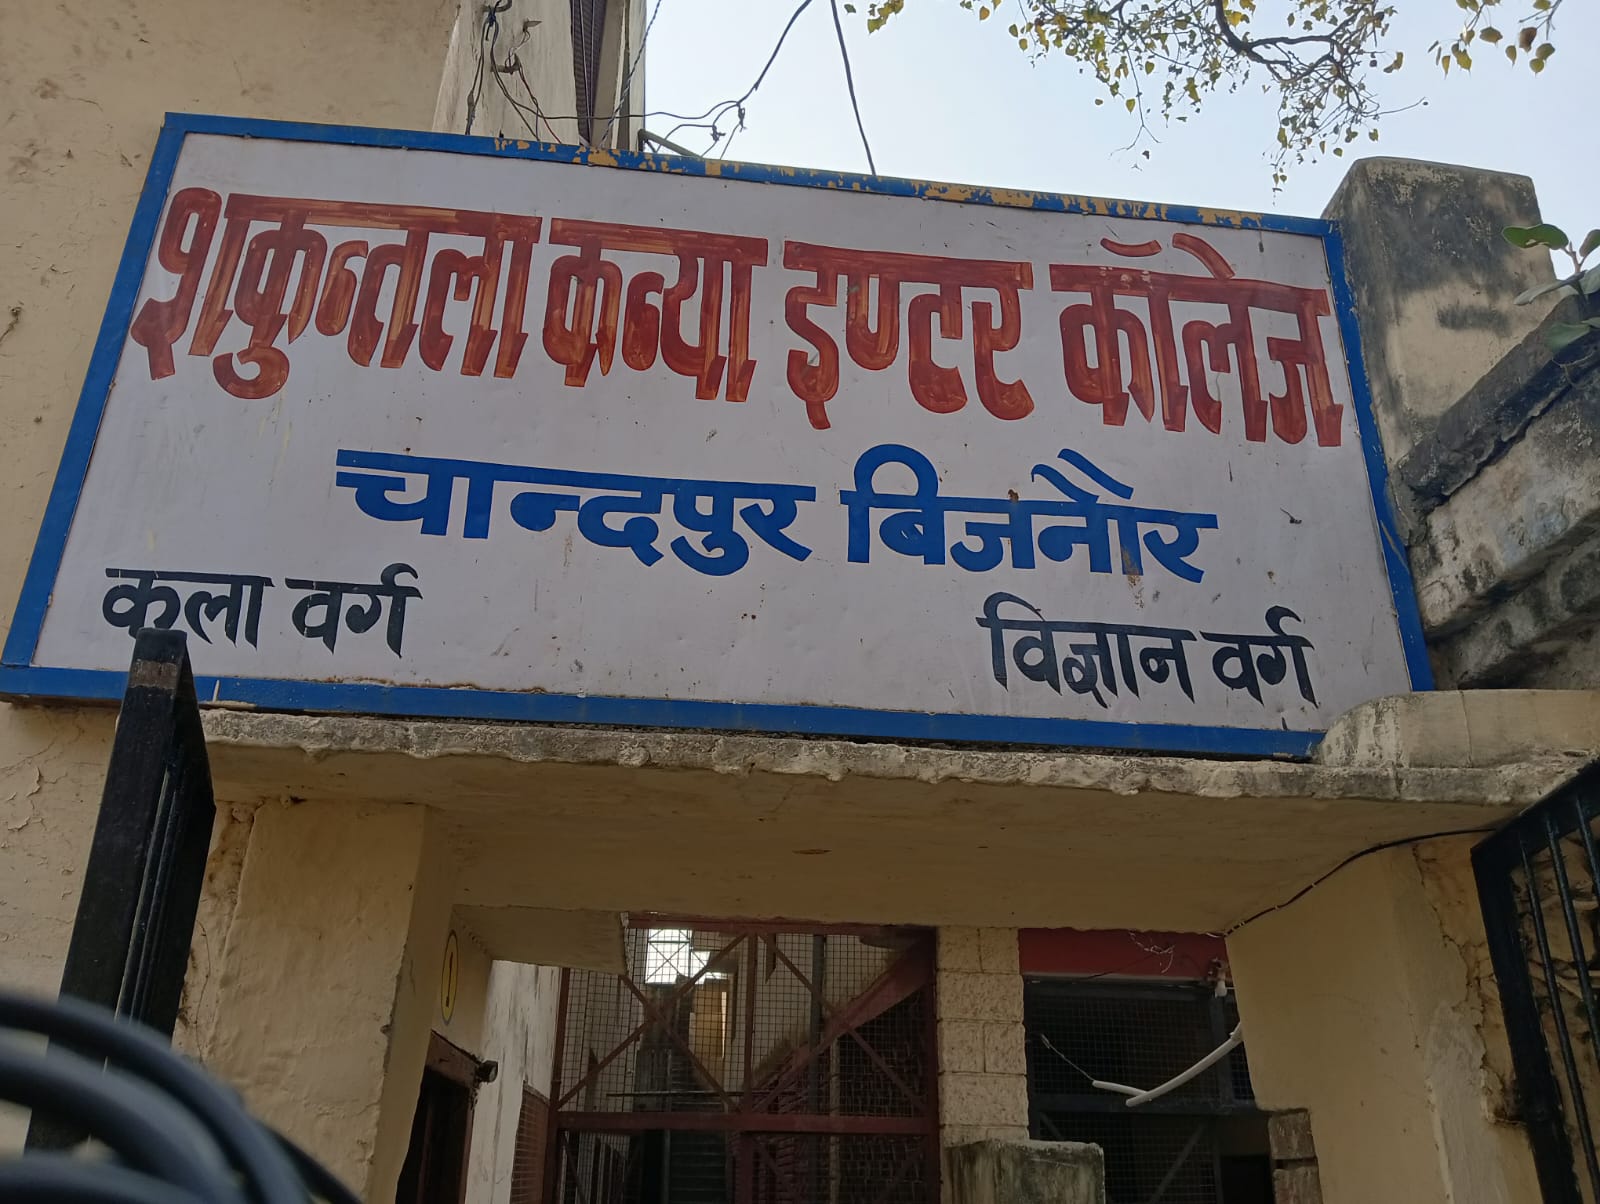 शकुन्तला कन्या इण्टर कॉलेज
चान्दपुर बिजनौर
कला वर्ग विज्ञान वर्ग